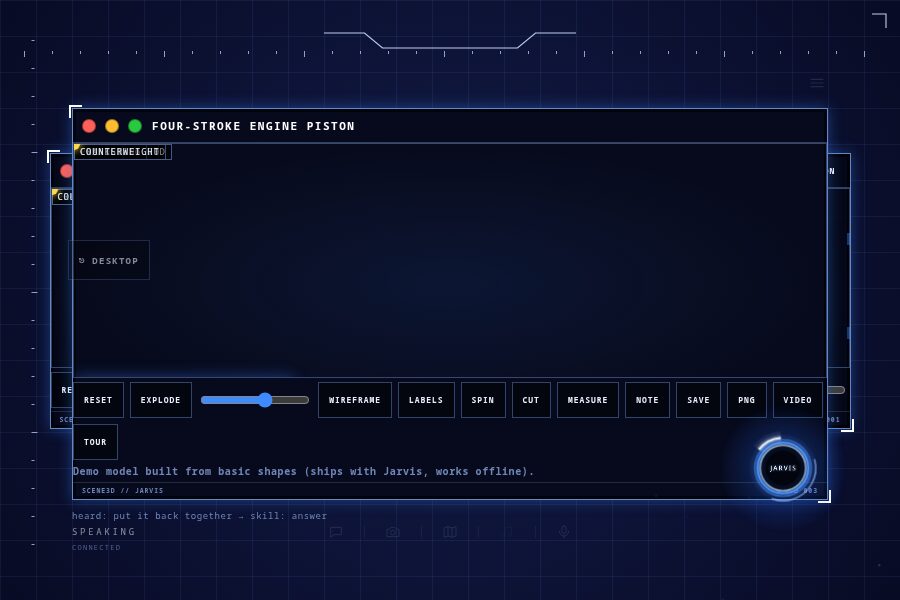 FOUR-STROKE ENGINE PISTON
N
COUNTERWEIGHT
COU
DESKTOP
RE
RESET
EXPLODE
WIREFRAME
LABELS
SPIN
CUT
MEASURE
NOTE
SAVE
PNG
VIDEO
TOUR
JARVIS
Demo model built from basic shapes (ships with Jarvis, works offline).
SCENE3D // JARVIS
heard: put it back together → skill: answer
SPEAKING
CONNECTED